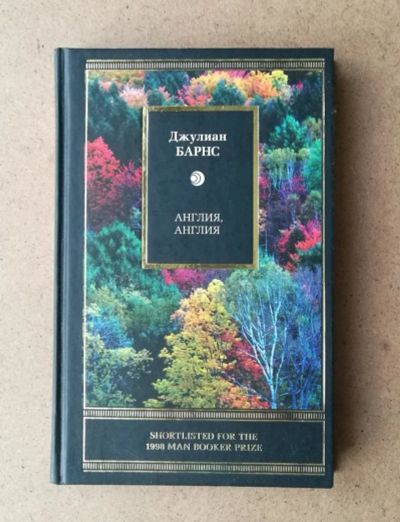 Джулиан
БАРНС
АНГЛИЯ,
АНГЛИЯ
SHORTLISTED FOR THE
1998 MAN BOOKER PRIZE